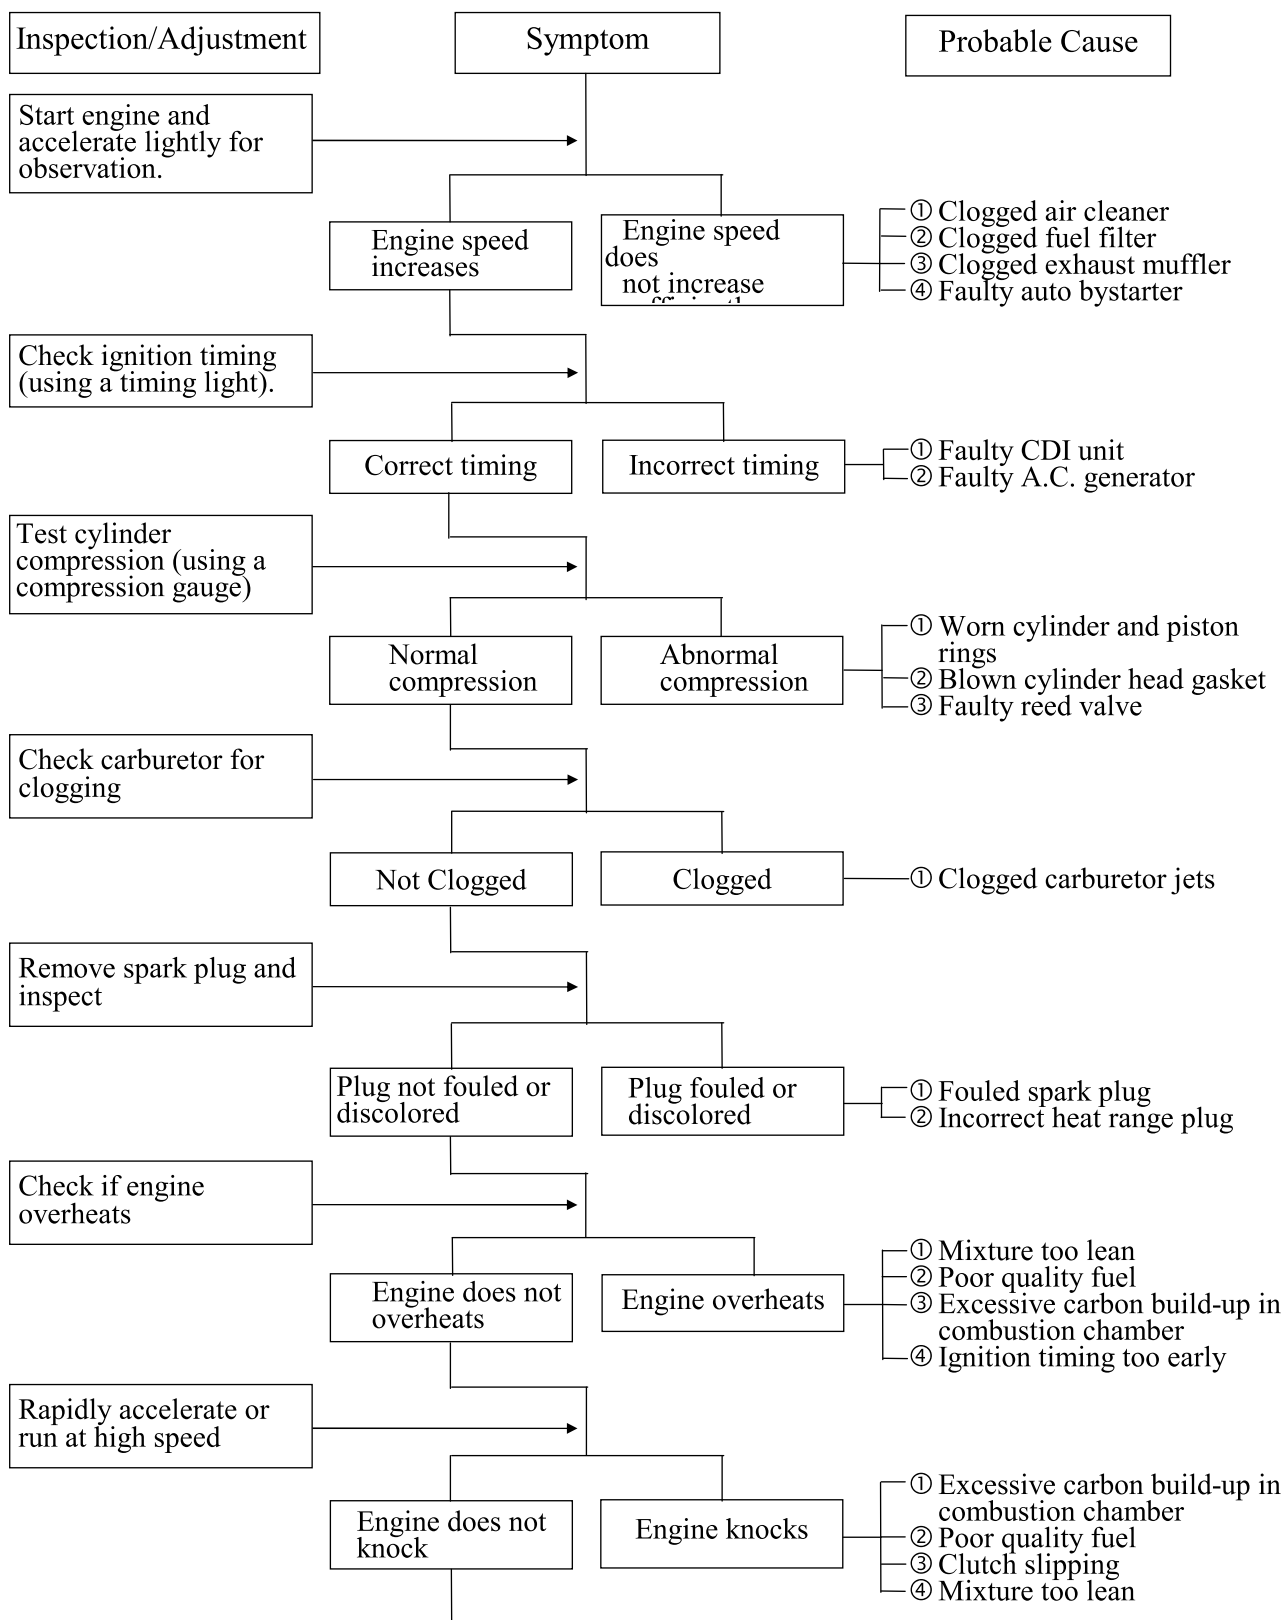 Inspection/Adjustment
Symptom
Probable Cause
Start engine and
accelerate lightly for
observation.
Engine speed
increases
Engine speed
does
not increase
① Clogged air cleaner
② Clogged fuel filter
③ Clogged exhaust muffler
④ Faulty auto bystarter
Check ignition timing
(using a timing light).
Correct timing
Incorrect timing
① Faulty CDI unit
② Faulty A.C. generator
Test cylinder
compression (using a
compression gauge)
Normal
compression
Abnormal
compression
① Worn cylinder and piston
rings
② Blown cylinder head gasket
③ Faulty reed valve
Check carburetor for
clogging
Not Clogged
Clogged
① Clogged carburetor jets
Remove spark plug and
inspect
Plug not fouled or
discolored
Plug fouled or
discolored
① Fouled spark plug
② Incorrect heat range plug
Check if engine
overheats
Engine does not
overheats
Engine overheats
① Mixture too lean
② Poor quality fuel
③ Excessive carbon build-up in
combustion chamber
④ Ignition timing too early
Rapidly accelerate or
run at high speed
Engine does not
knock
Engine knocks
① Excessive carbon build-up in
combustion chamber
② Poor quality fuel
③ Clutch slipping
④ Mixture too lean